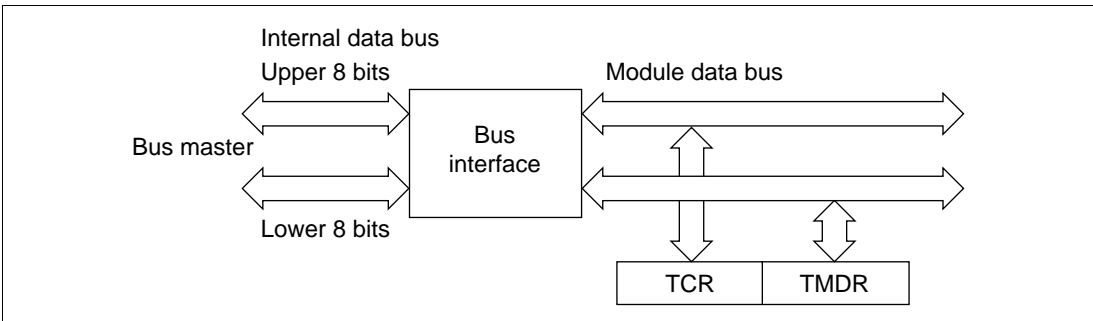 Internal data bus
Upper 8 bits
Module data bus
Bus master
Bus
interface
Lower 8 bits
TCR
TMDR